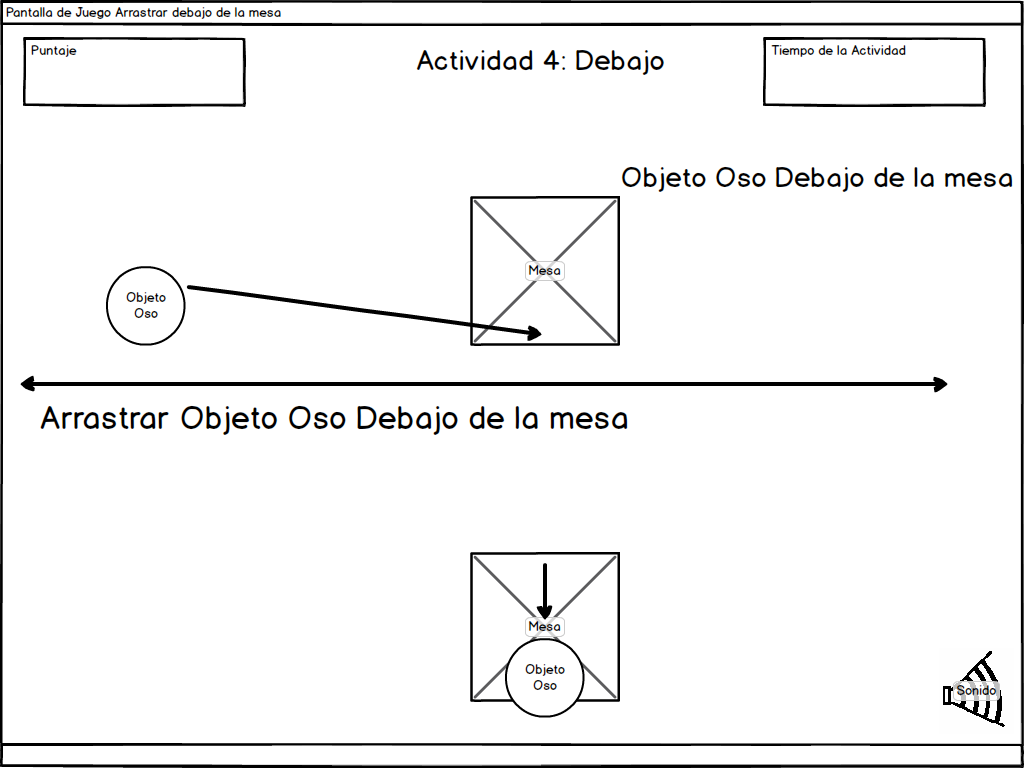 Pantalla de Juego Arrastrar debajo de la mesa
Puntaje
Actividad 4: Debajo
Tiempo de la Actividad
Objeto Oso Debajo de la mesa
Mesa
Objeto
Oso
Arrastrar Objeto Oso Debajo de la mesa
Mesa
Objeto
Oso
Sonido